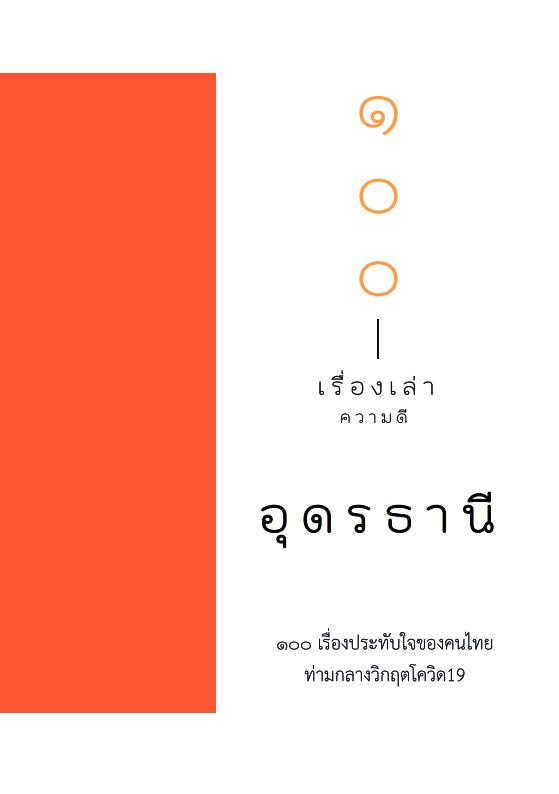 ๑
๐
๐
เรื่องเล่า
ความดี
อุดรธานี
๑๐๐ เรื่องประทับใจของคนไทย
ท่ามกลางวิกฤตโควิด19